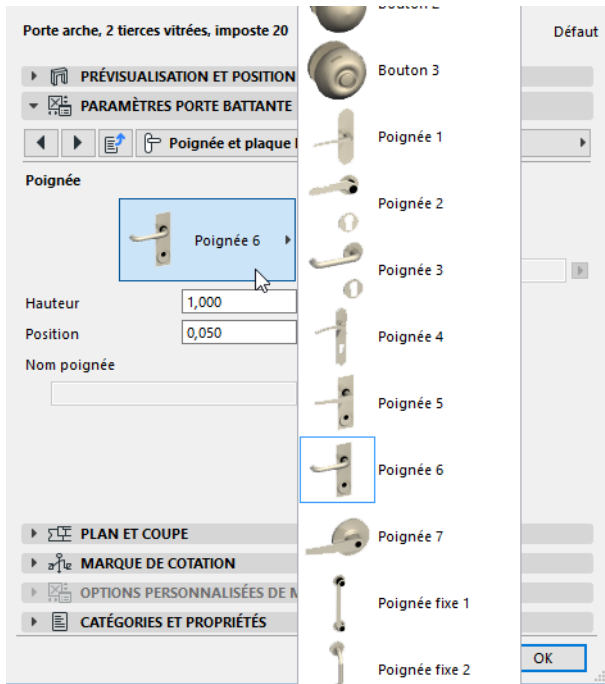 Porte arche, 2 tierces vitrées, imposte 20
Défaut
PRÉVISUALISATION ET POSITION
PARAMÈTRES PORTE BATTANTE
Poignée et plaque
Poignée
Poignée 6
Hauteur
1,000
Position
0,050
Nom poignée
PLAN ET COUPE
MARQUE DE COTATION
OPTIONS PERSONNALISÉES DE
CATÉGORIES ET PROPRIÉTÉS
Bouton 3
Poignée 1
Poignée 2
Poignée 3
Poignée 4
Poignée 5
Poignée 6
Poignée 7
Poignée fixe 1
Poignée fixe 2
OK